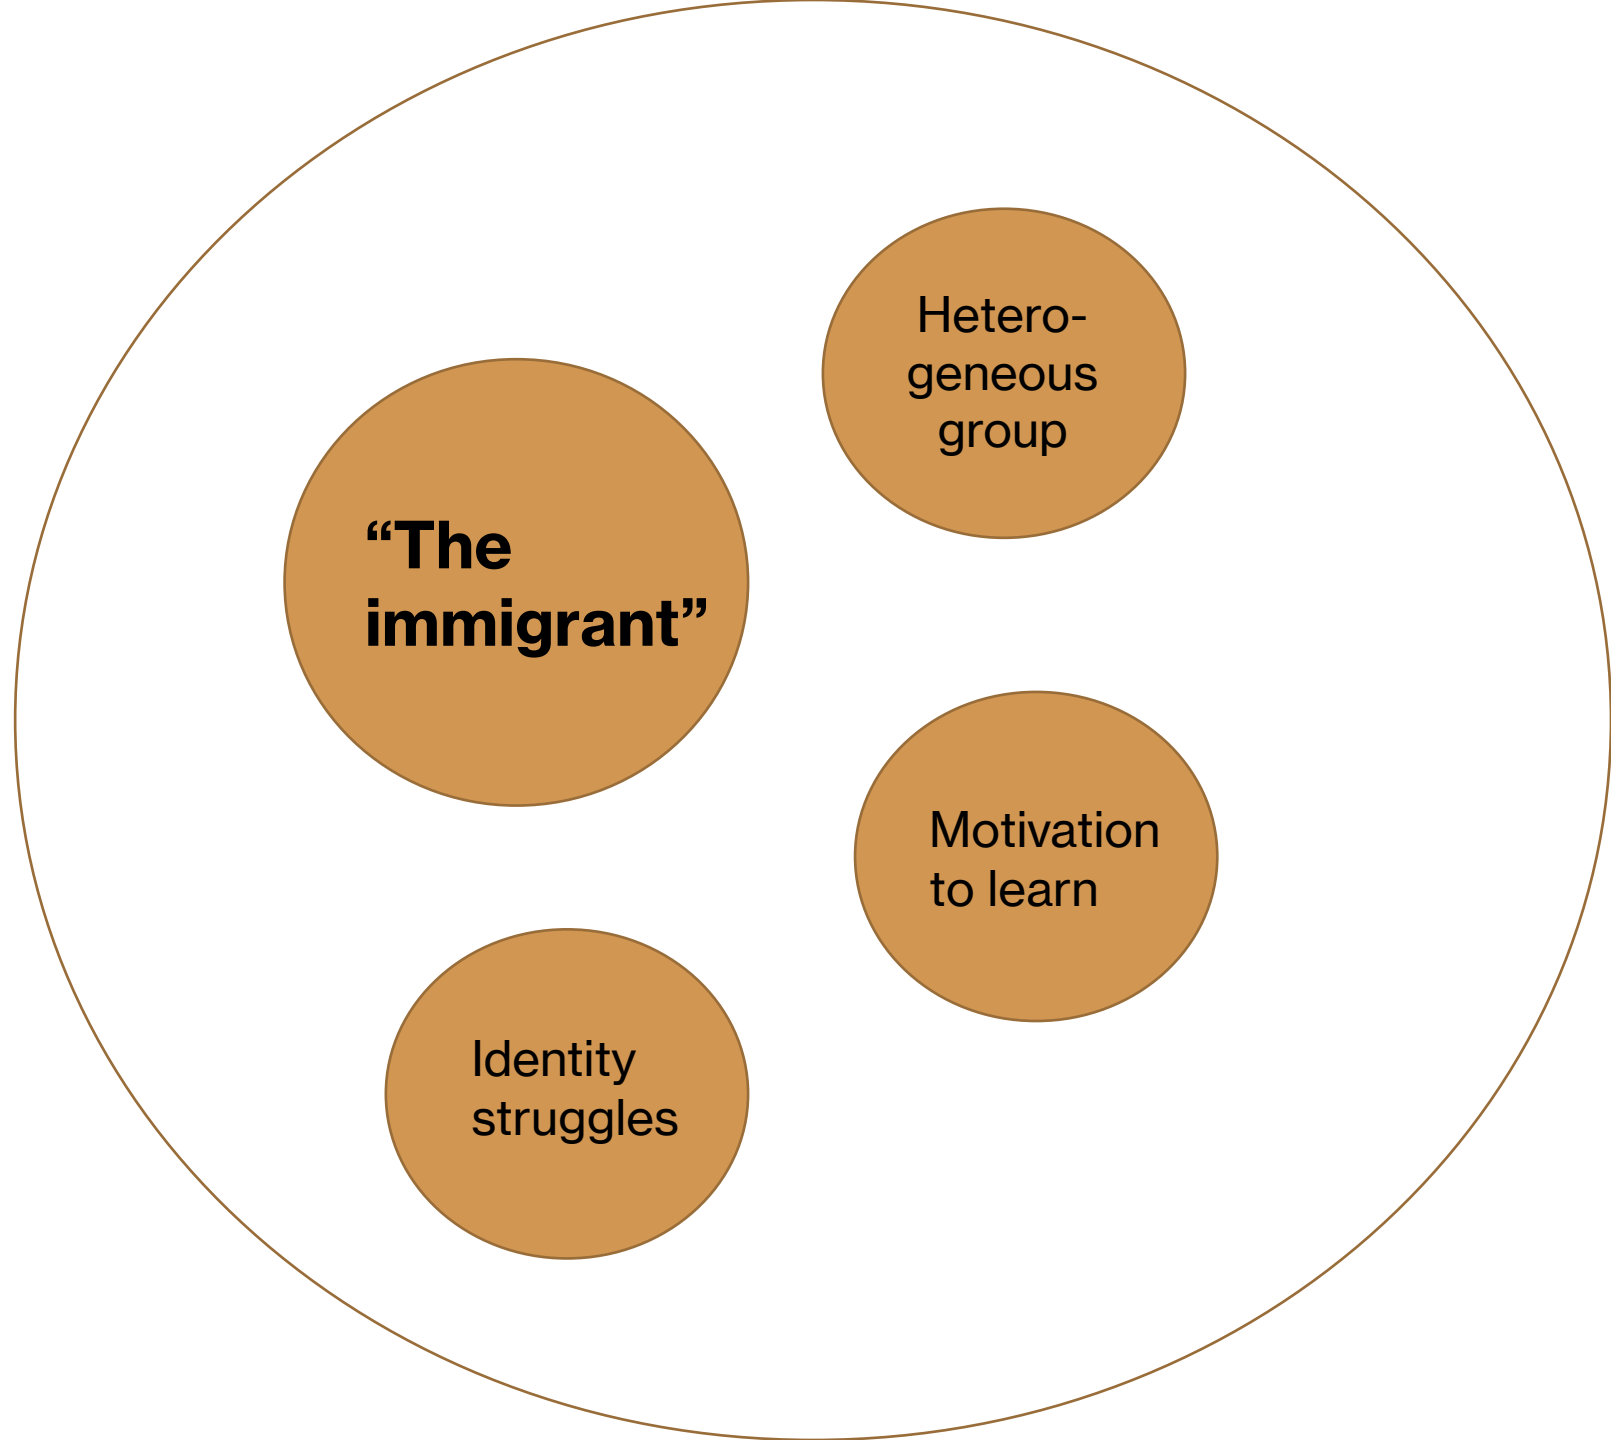 Hetero-
geneous
group
“The
immigrant”
Motivation
to learn
Identity
struggles